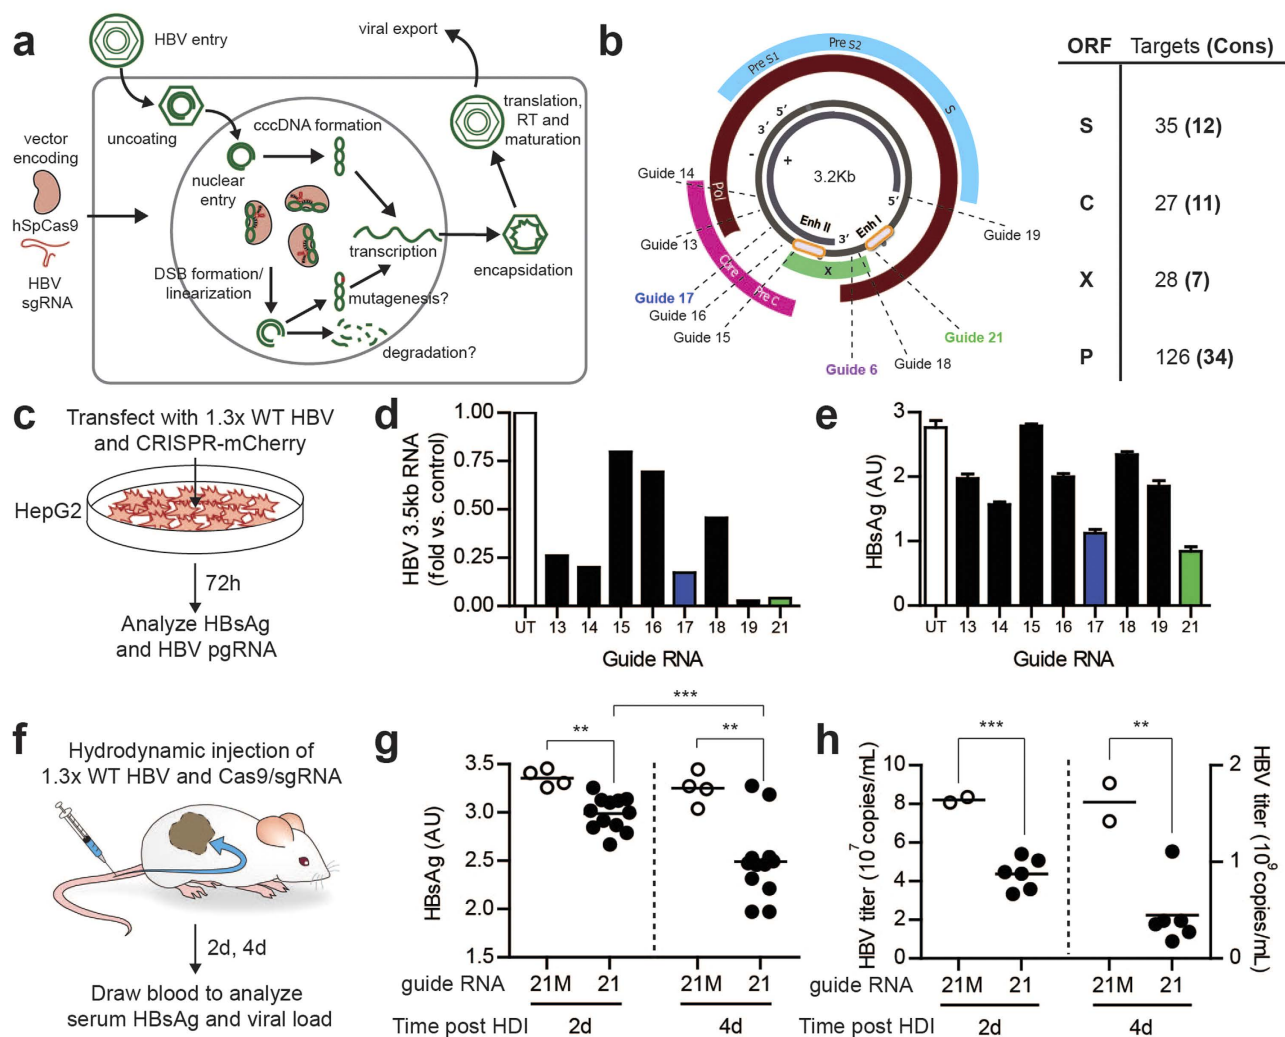 a
HBV entry
viral export
uncoating
cccDNA formation
translation,
RT and
maturation
vector
encoding
hSpCas9
HBV
sgRNA
nuclear
entry
transcription
encapsidation
DSB formation/
linearization
mutagenesis?
degradation?
b
Pre S1
Pre S2
S
5′
3′
-
+
3.2Kb
5′
3′
Enh II
Enh I
Pol
Core
Pre C
X
Guide 14
Guide 13
Guide 17
Guide 16
Guide 15
Guide 6
Guide 18
Guide 21
Guide 19
ORF Targets (Cons)
S 35 (12)
C 27 (11)
X 28 (7)
P 126 (34)
c
Transfect with 1.3x WT HBV
and CRISPR-mCherry
HepG2
72h
Analyze HBsAg
and HBV pgRNA
d
HBV 3.5kb RNA
(fold vs. control)
1.00
0.75
0.50
0.25
0.00
UT 13 14 15 16 17 18 19 21
Guide RNA
e
HBsAg (AU)
3
2
1
0
UT 13 14 15 16 17 18 19 21
Guide RNA
f
Hydrodynamic injection of
1.3x WT HBV and Cas9/sgRNA
2d, 4d
Draw blood to analyze
serum HBsAg and viral load
g
***
** **
HBsAg (AU)
3.5
3.0
2.5
2.0
1.5
guide RNA 21M 21 21M 21
Time post HDI 2d 4d
h
*** **
HBV titer (10⁷ copies/mL)
10
8
6
4
2
0
HBV titer (10⁹ copies/mL)
2
1
0
guide RNA 21M 21 21M 21
Time post HDI 2d 4d